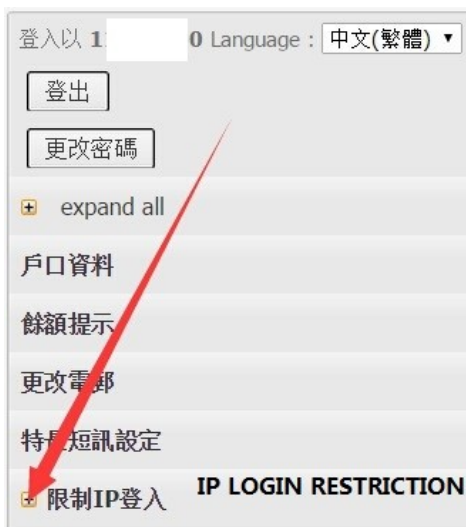 登入以 1 0 Language : 中文(繁體)
登出
更改密碼
expand all
戶口資料
餘額提示
更改電郵
特長短訊設定
限制IP登入 IP LOGIN RESTRICTION